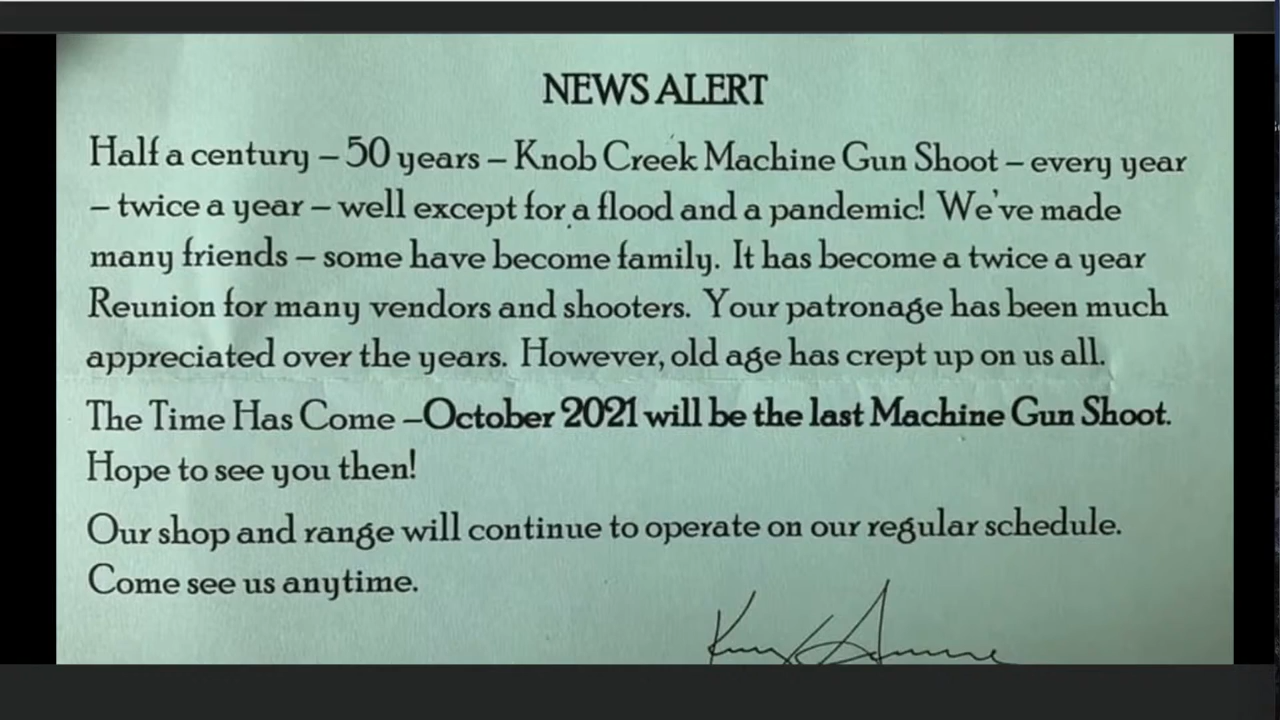 NEWS ALERT
Half a century – 50 years – Knob Creek Machine Gun Shoot – every year
– twice a year – well except for a flood and a pandemic! We've made
many friends – some have become family. It has become a twice a year
Reunion for many vendors and shooters. Your patronage has been much
appreciated over the years. However, old age has crept up on us all.
The Time Has Come –October 2021 will be the last Machine Gun Shoot.
Hope to see you then!
Our shop and range will continue to operate on our regular schedule.
Come see us anytime.